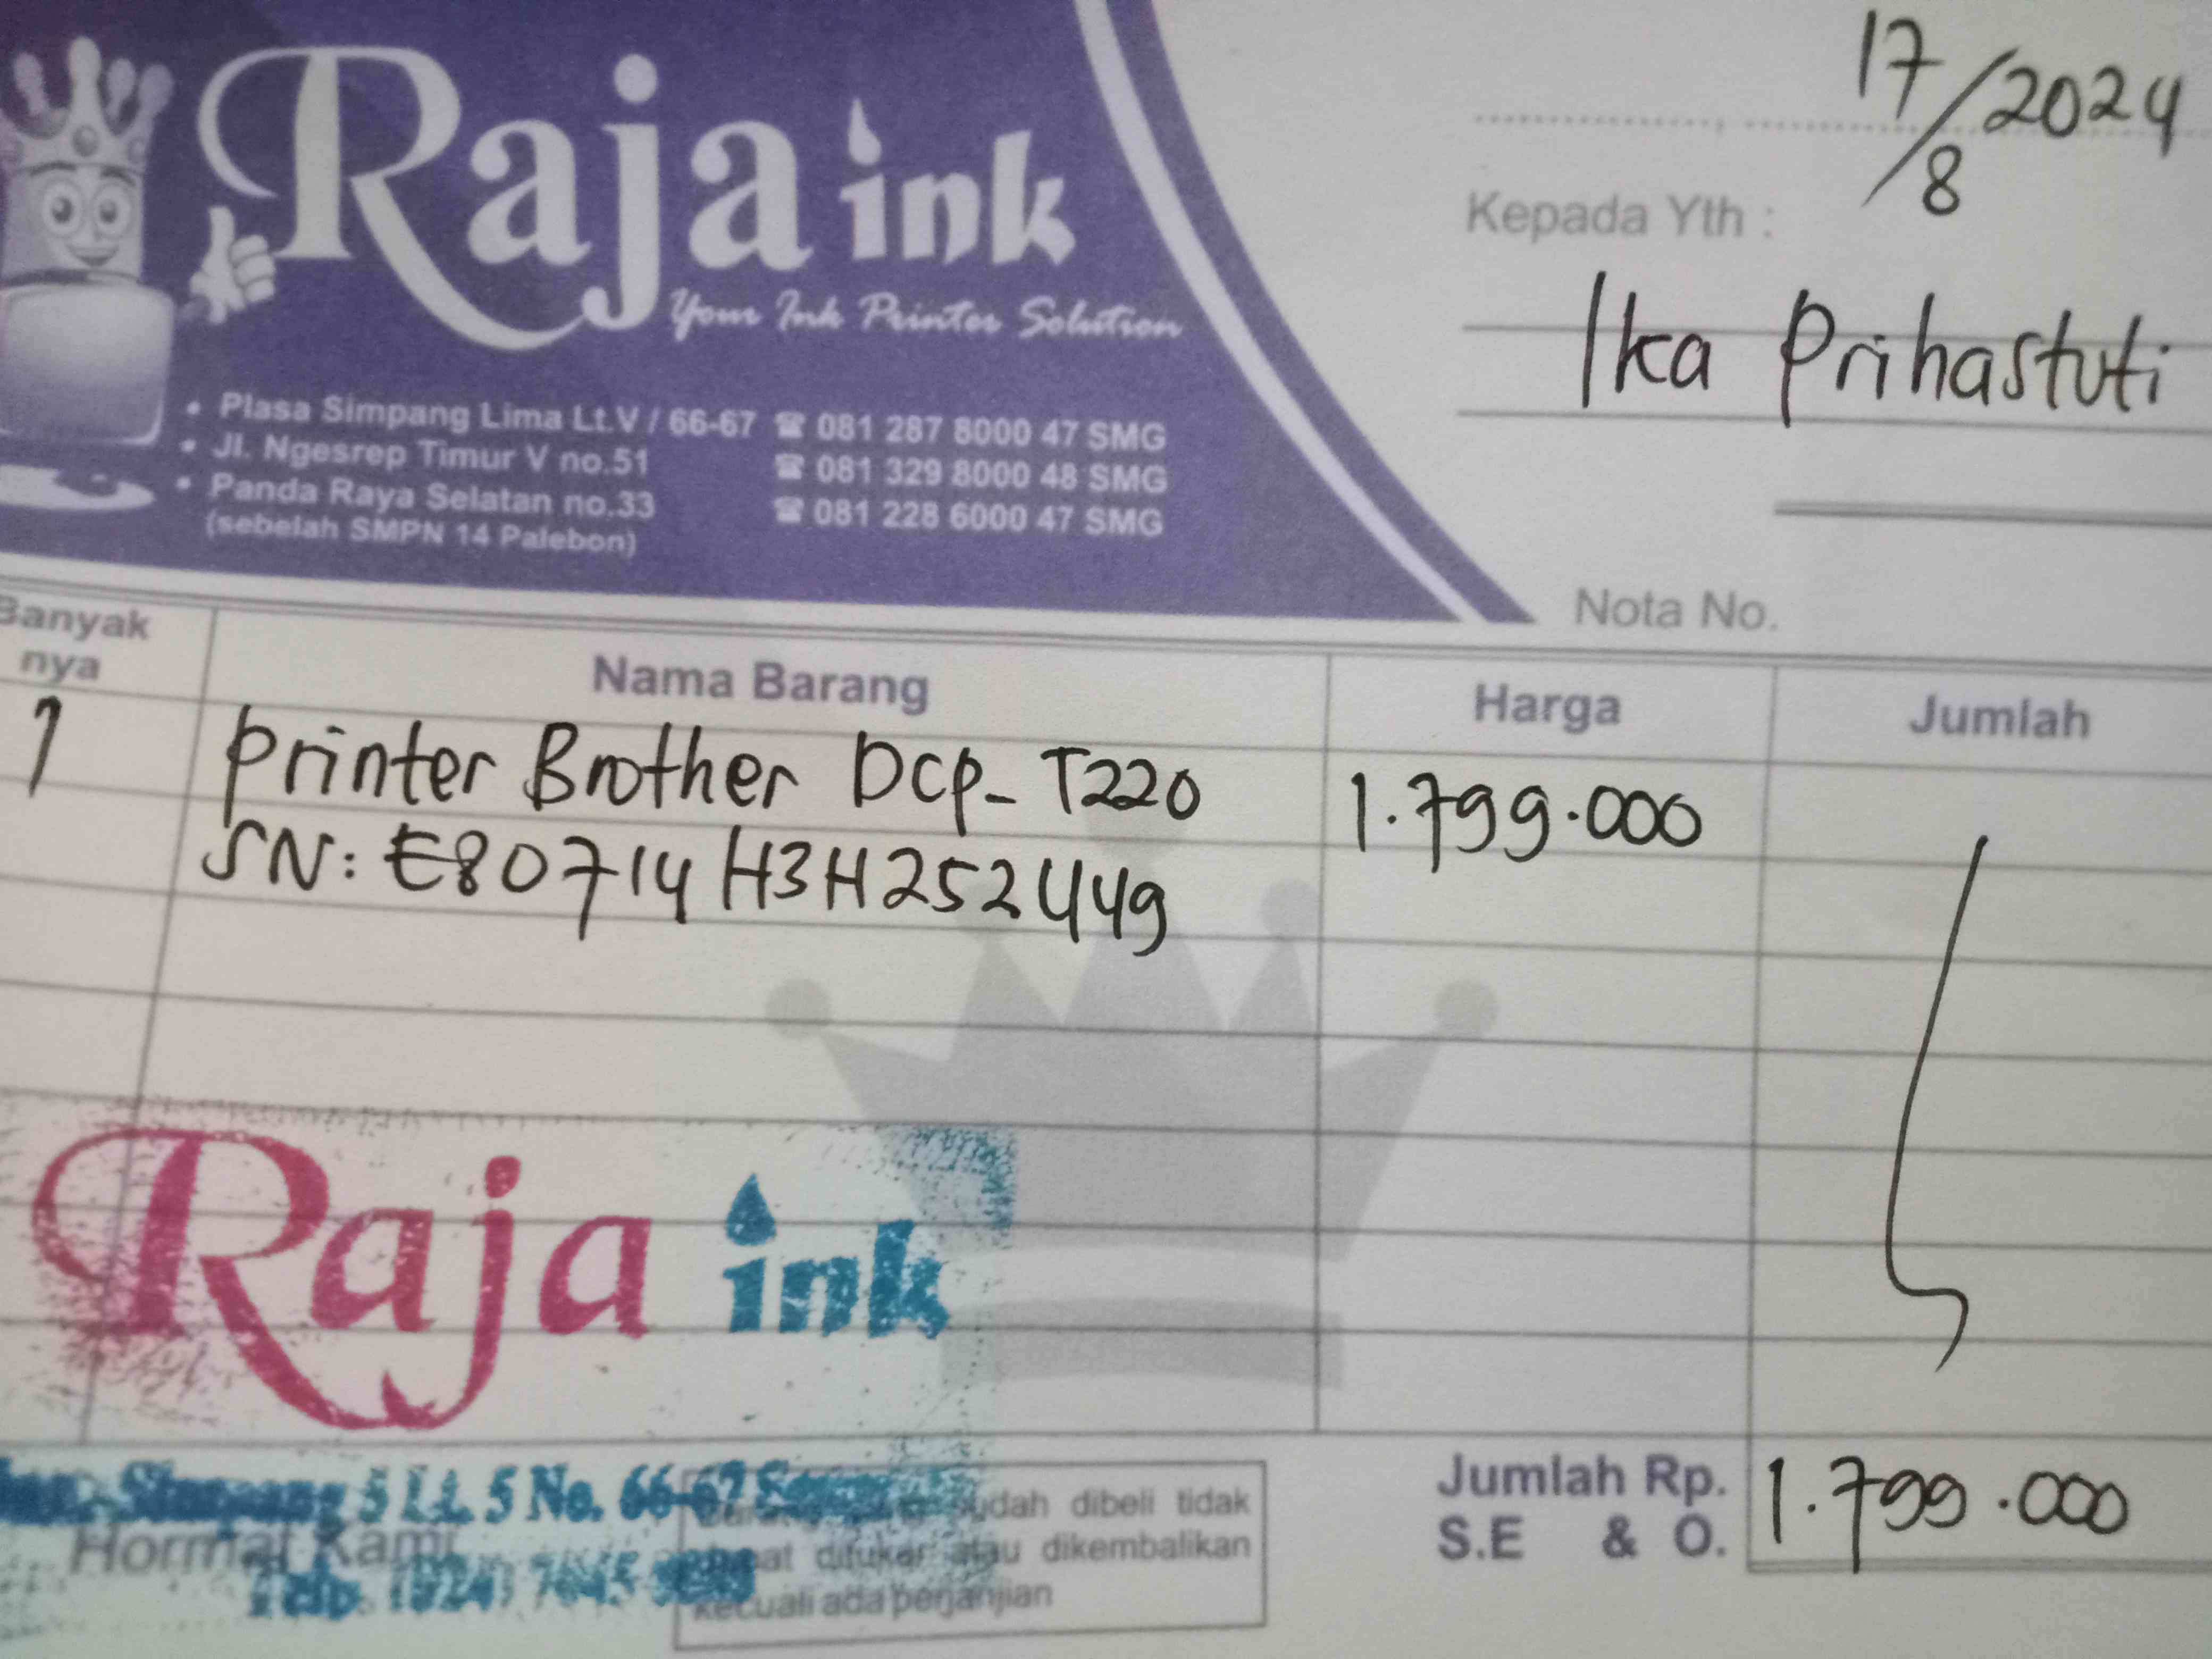 Raja ink
Your Ink Printer Solution
• Plasa Simpang Lima Lt.V / 66-67 ☎ 081 287 8000 47 SMG
• Jl. Ngesrep Timur V no.51 ☎ 081 329 8000 48 SMG
• Panda Raya Selatan no.33 ☎ 081 228 6000 47 SMG
(sebelah SMPN 14 Palebon)
17/8/2024
Kepada Yth :
Ika Prihastuti
Nota No.
Banyak nya Nama Barang Harga Jumlah
1 Printer Brother DCP-T220 1.799.000
SN: E80714H3H252449
Raja ink
Simpang 5 Lt. 5 No. 66-67
Hormat Kami
Telp. (024)
sudah dibeli tidak
ditukar atau dikembalikan
kecuali ada perjanjian
Jumlah Rp. 1.799.000
S.E & O.